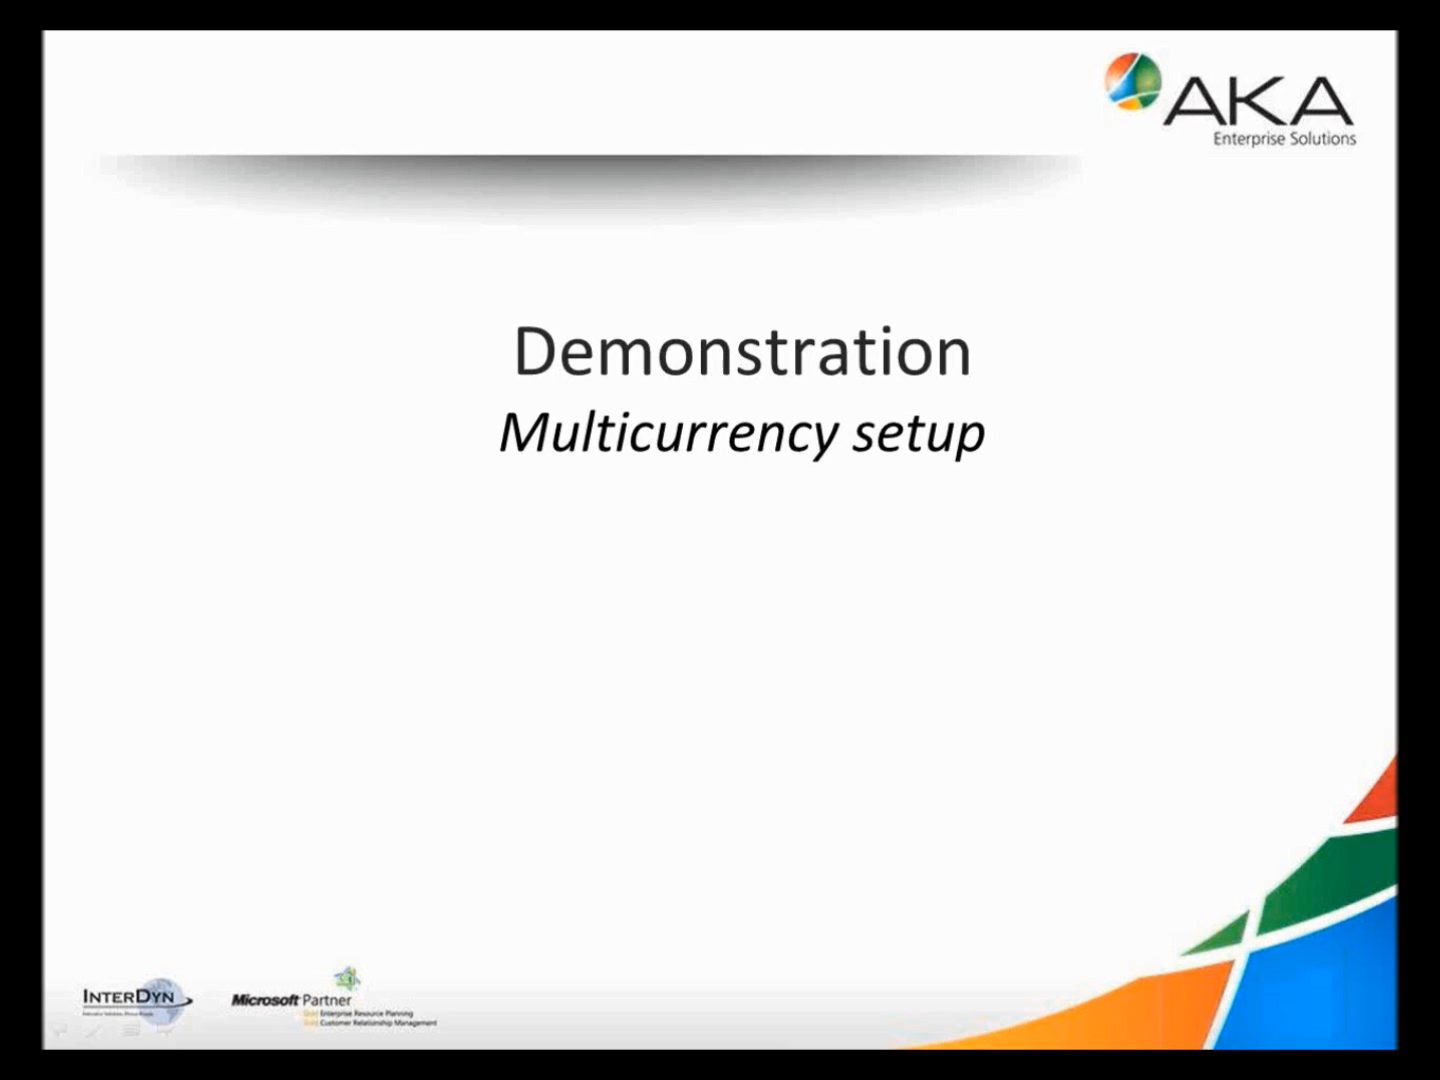 AKA
Enterprise Solutions
Demonstration
Multicurrency setup
INTERDYN
Microsoft Partner
Gold Enterprise Resource Planning
Gold Customer Relationship Management